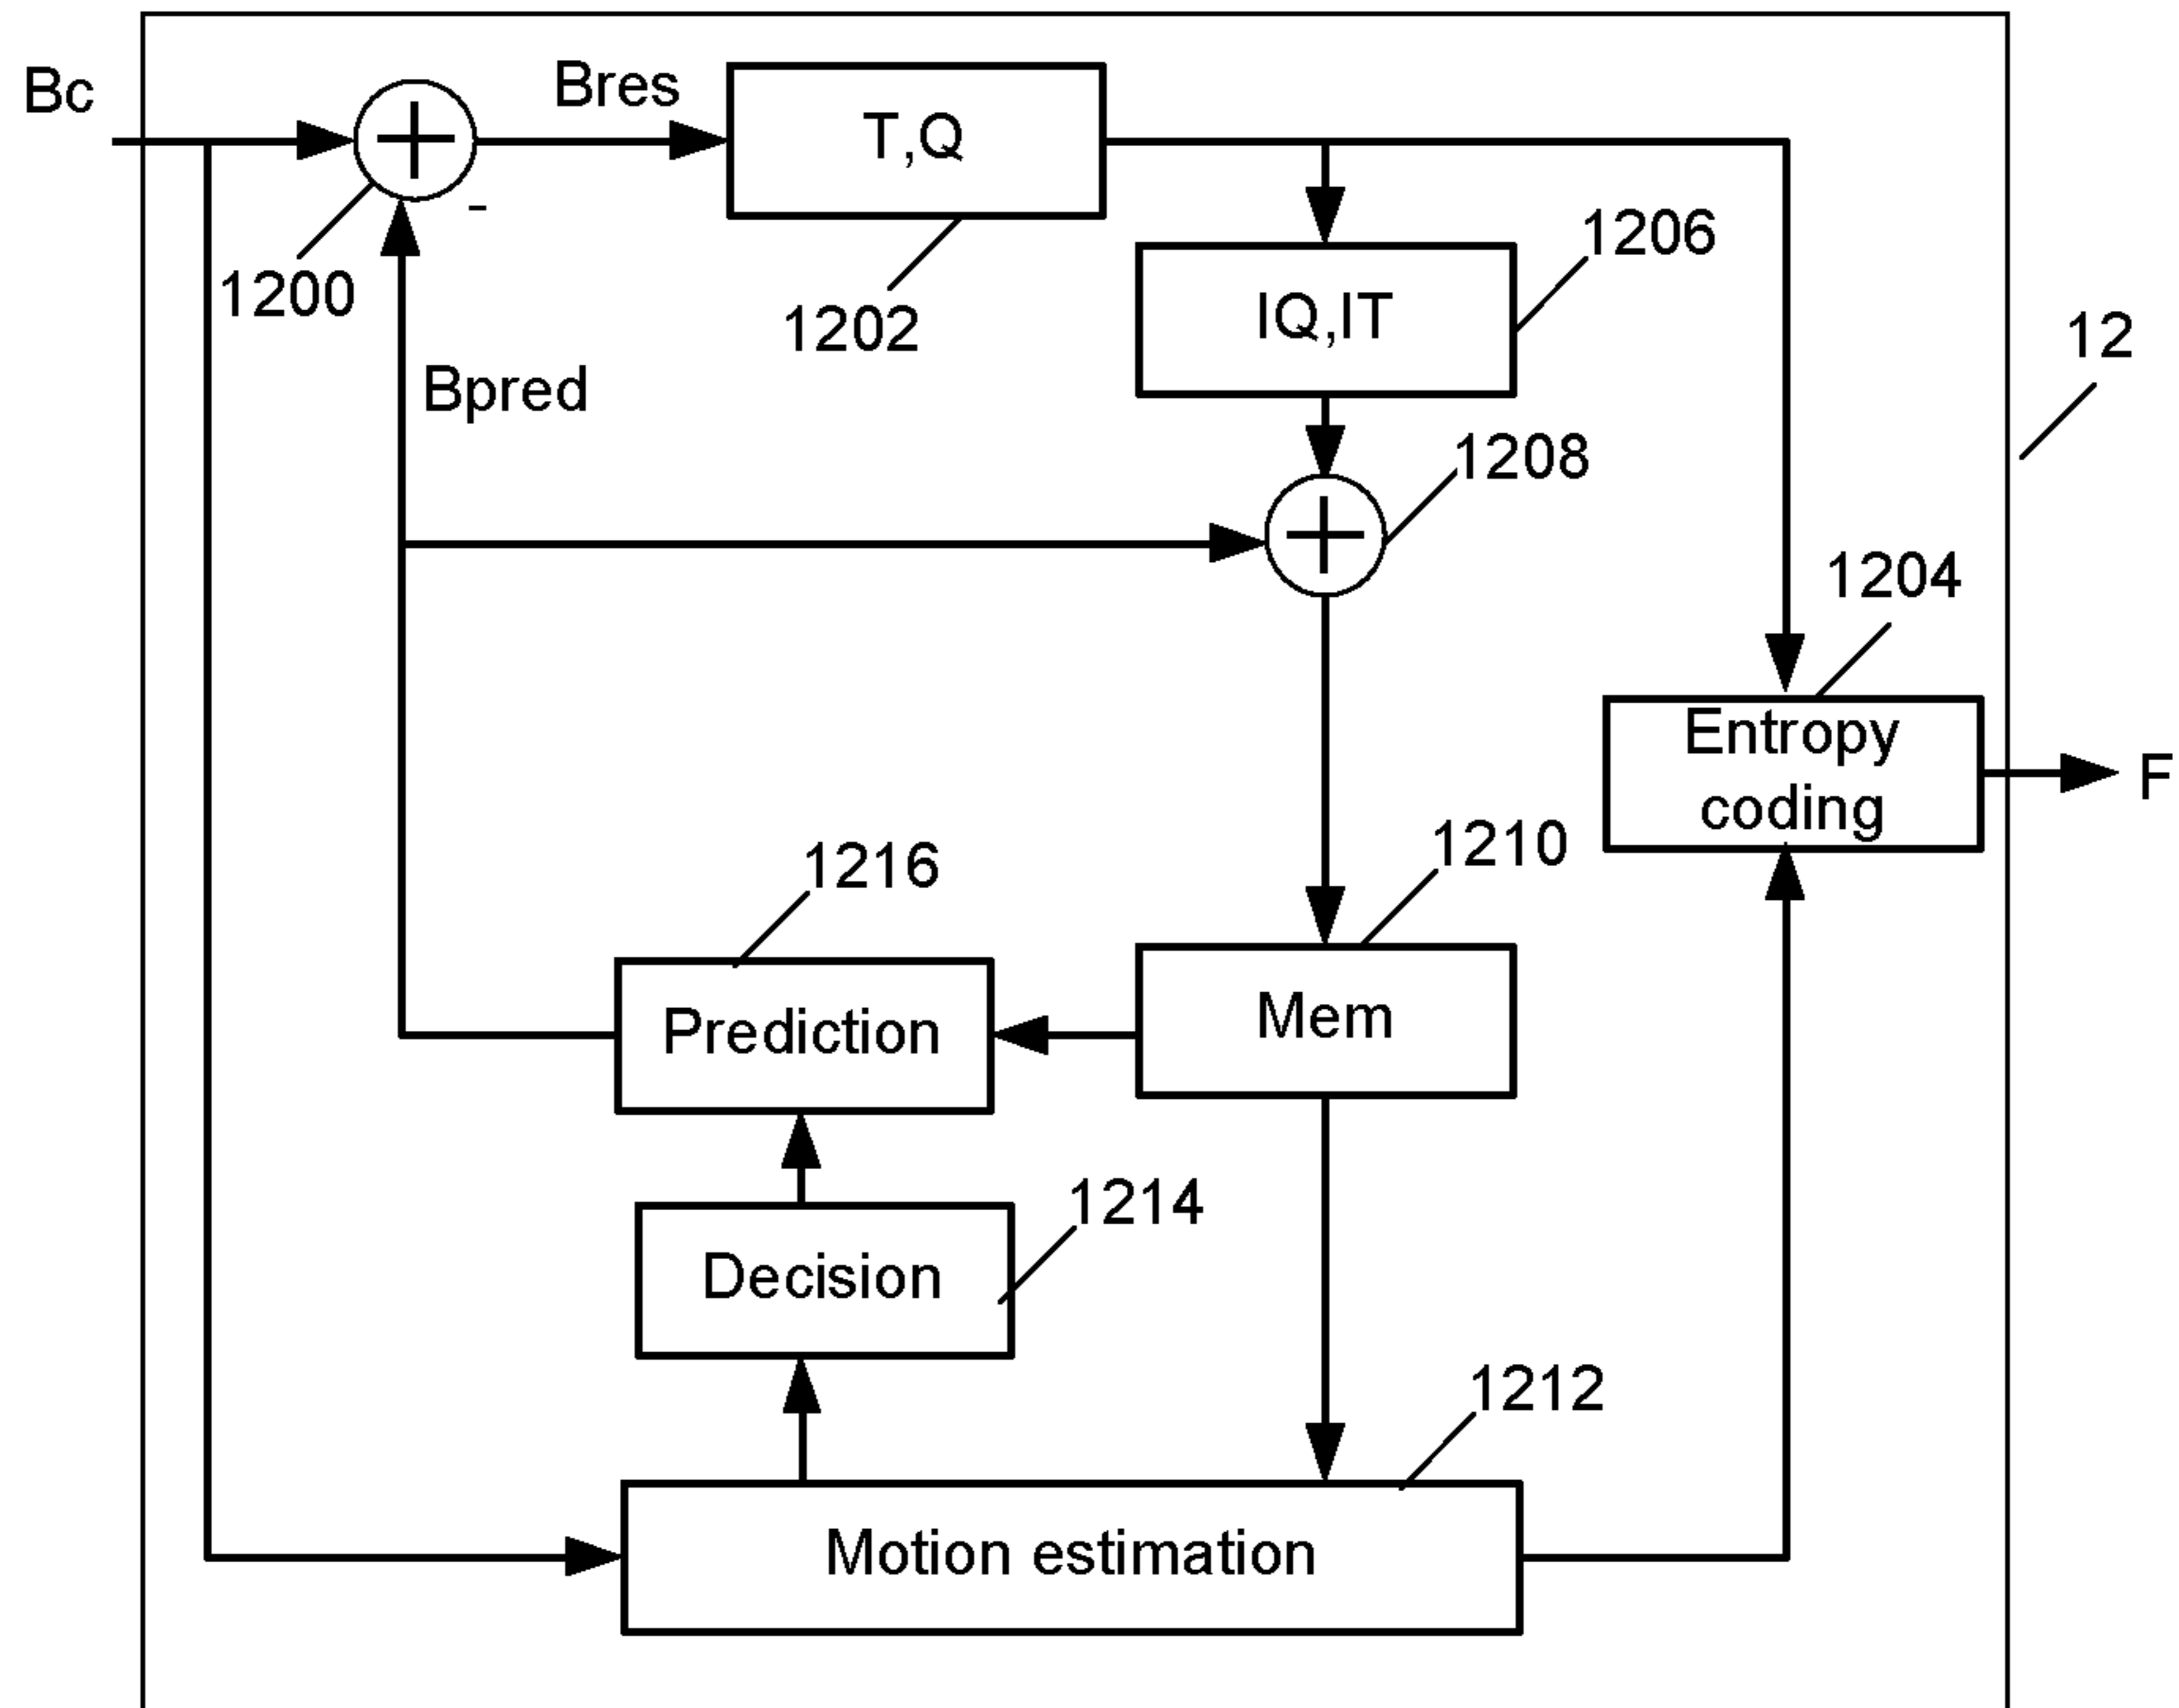 Bc
Bres
T,Q
-
1200
1202
1206
IQ,IT
12
Bpred
1208
1204
Entropy
coding
F
1216
1210
Prediction
Mem
1214
Decision
1212
Motion estimation